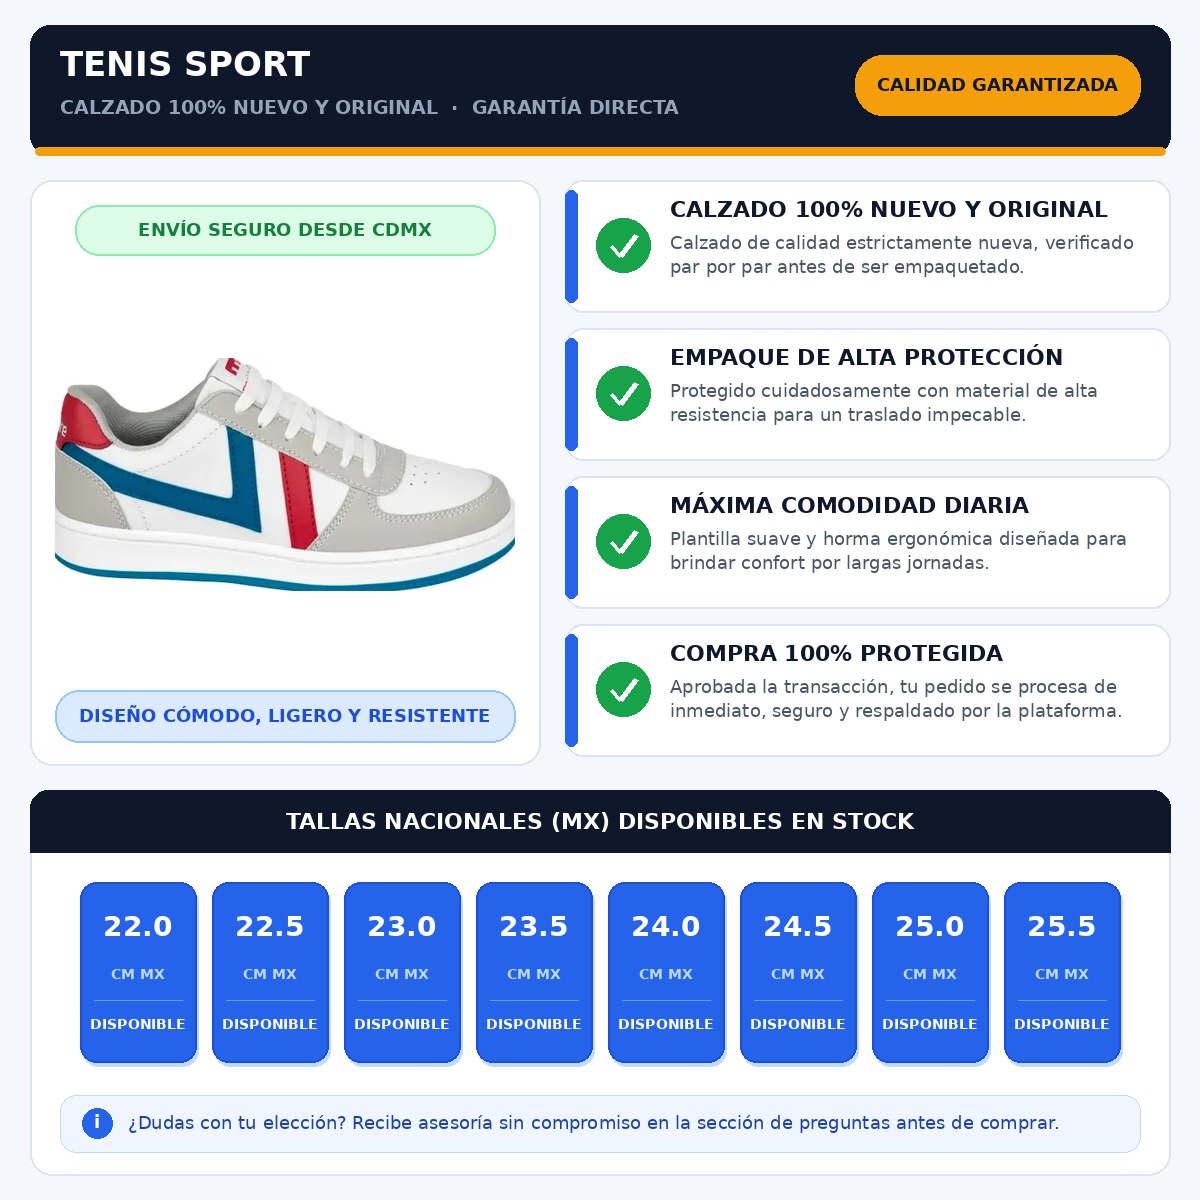 TENIS SPORT
CALZADO 100% NUEVO Y ORIGINAL · GARANTÍA DIRECTA
CALIDAD GARANTIZADA
ENVÍO SEGURO DESDE CDMX
DISEÑO CÓMODO, LIGERO Y RESISTENTE
CALZADO 100% NUEVO Y ORIGINAL
Calzado de calidad estrictamente nueva, verificado
par por par antes de ser empaquetado.
EMPAQUE DE ALTA PROTECCIÓN
Protegido cuidadosamente con material de alta
resistencia para un traslado impecable.
MÁXIMA COMODIDAD DIARIA
Plantilla suave y horma ergonómica diseñada para
brindar confort por largas jornadas.
COMPRA 100% PROTEGIDA
Aprobada la transacción, tu pedido se procesa de
inmediato, seguro y respaldado por la plataforma.
TALLAS NACIONALES (MX) DISPONIBLES EN STOCK
22.0 22.5 23.0 23.5 24.0 24.5 25.0 25.5
CM MX CM MX CM MX CM MX CM MX CM MX CM MX CM MX
DISPONIBLE DISPONIBLE DISPONIBLE DISPONIBLE DISPONIBLE DISPONIBLE DISPONIBLE DISPONIBLE
i ¿Dudas con tu elección? Recibe asesoría sin compromiso en la sección de preguntas antes de comprar.